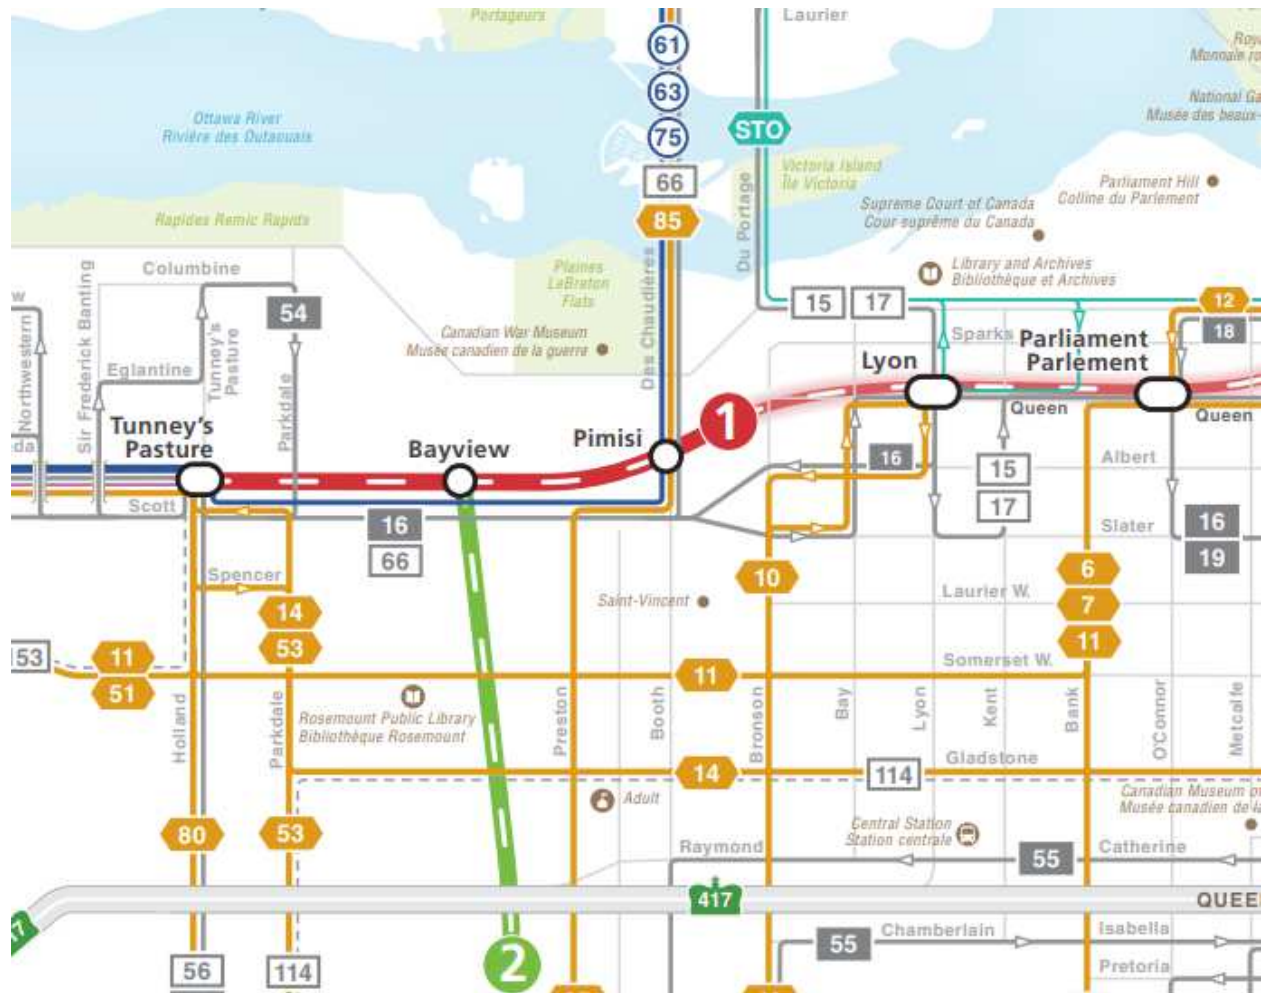 Portageurs
Laurier
61
63
75
66
85
STO
Ottawa River
Rivière des Outaouais
Victoria Island
Île Victoria
Parliament Hill
Colline du Parlement
Supreme Court of Canada
Cour suprême du Canada
Monnaie
National
Musée des beaux-
Rapides Remic Rapids
Du Portage
Des Chaudières
Columbine
Plaines
LeBreton
Flats
Library and Archives
Bibliothèque et Archives
15
17
12
18
54
Canadian War Museum
Musée canadien de la guerre
Sparks
Parliament
Parlement
Lyon
Queen
Queen
Northwestern
Sir Frederick Banting
Eglantine
Tunney's
Pasture
Parkdale
Tunney's
Pasture
Bayview
Pimisi
1
16
15
17
Albert
Scott
16
66
Slater
16
19
Spencer
10
6
7
11
14
53
Saint-Vincent
Laurier W.
153
11
51
11
Somerset W.
Rosemount Public Library
Bibliothèque Rosemount
Holland
Parkdale
Preston
Booth
Bronson
Bay
Lyon
Kent
Bank
O'Connor
Metcalfe
14
114
Gladstone
Adult
Canadian Museum
Musée canadien de la
80
53
Central Station
Station centrale
Raymond
55
Catherine
417
QUEE
17
55
Chamberlain
Isabella
Pretoria
2
56
114